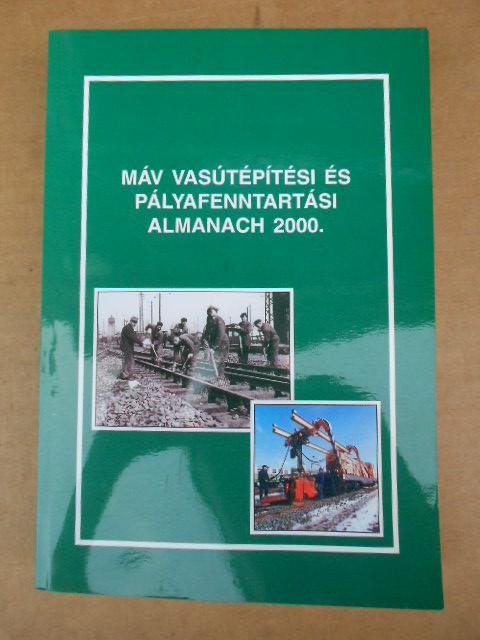 MÁV VASÚTÉPÍTÉSI ÉS
PÁLYAFENNTARTÁSI
ALMANACH 2000.